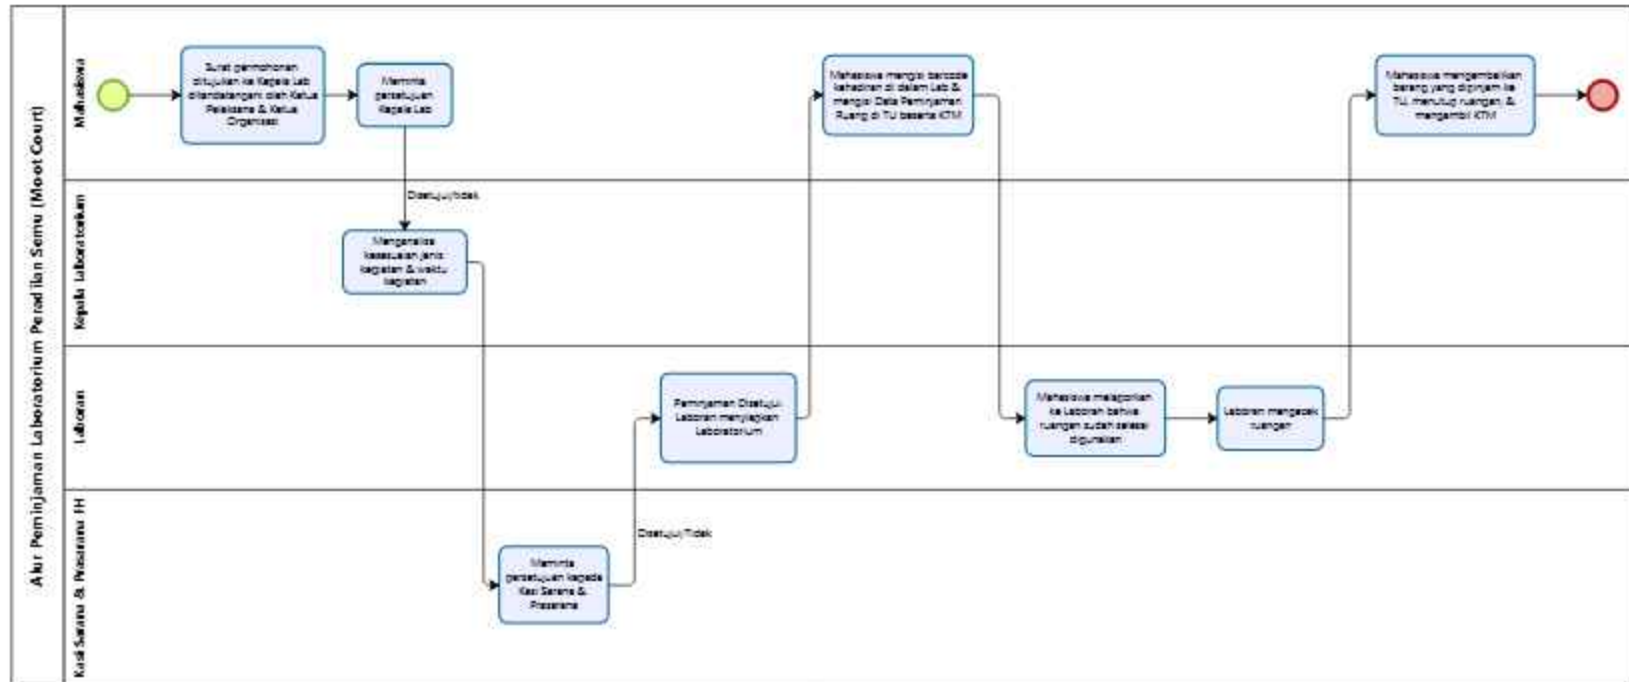 Alur Peminjaman Laboratorium Peradilan Semu (Moot Court)
Mahasiswa
Surat permohonan
ditujukan ke Kepala Lab
ditandatangani oleh Ketua
Pelaksana & Ketua
Organisasi
Meminta
persetujuan
Kepala Lab
Mahasiswa mengisi barcode
kehadiran di dalam Lab &
mengisi Data Peminjaman
Ruang di TU beserta KTM
Mahasiswa mengembalikan
barang yang dipinjam ke
TU, menutup ruangan, &
mengambil KTM
Disetujui/tidak
Kepala Laboratorium
Menganalisa
kesesuaian jenis
kegiatan & waktu
kegiatan
Laboran
Peminjaman Disetujui
Laboran menyiapkan
Laboratorium
Mahasiswa melaporkan
ke Laboran bahwa
ruangan sudah selesai
digunakan
Laboran mengecek
ruangan
Kasi Sarana & Prasarana FH
Disetujui/Tidak
Meminta
persetujuan kepada
Kasi Sarana &
Prasarana